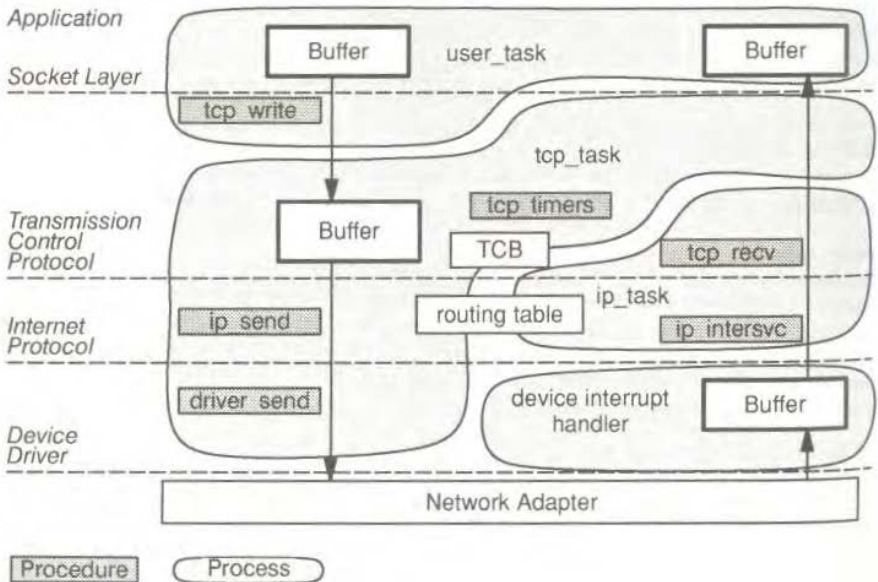 Application
Buffer
user_task
Buffer
Socket Layer
tcp write
tcp_task
tcp timers
Transmission
Control
Protocol
Buffer
TCB
tcp recv
ip_task
Internet
Protocol
ip send
routing table
ip intersvc
driver send
device interrupt
handler
Buffer
Device
Driver
Network Adapter
Procedure
Process